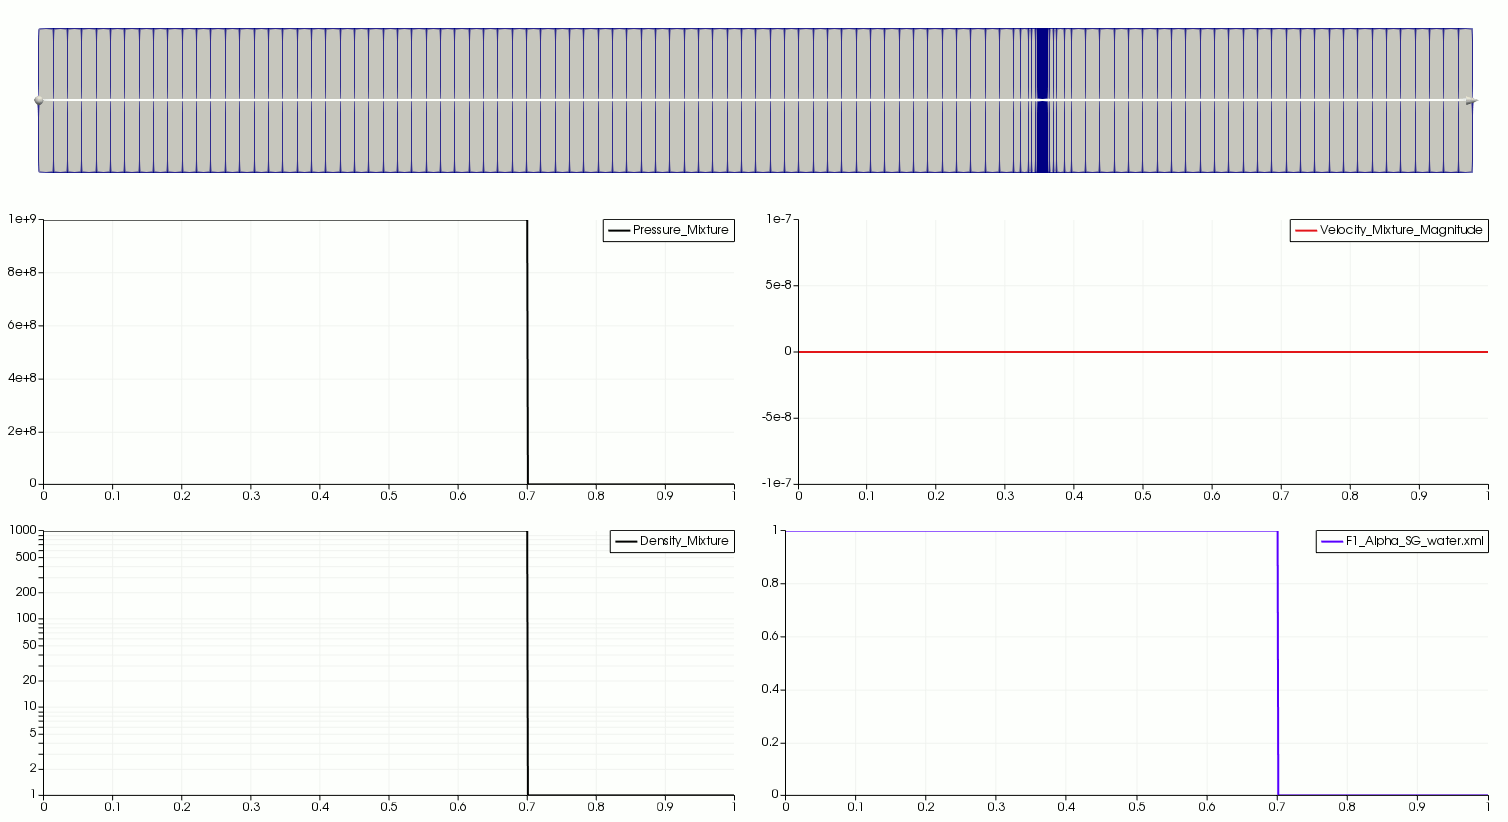 1e+9
8e+8
6e+8
4e+8
2e+8
0
0 0.1 0.2 0.3 0.4 0.5 0.6 0.7 0.8 0.9 1
Pressure_Mixture
1e-7
5e-8
0
-5e-8
-1e-7
0 0.1 0.2 0.3 0.4 0.5 0.6 0.7 0.8 0.9 1
Velocity_Mixture_Magnitude
1000
500
200
100
50
20
10
5
2
1
0 0.1 0.2 0.3 0.4 0.5 0.6 0.7 0.8 0.9 1
Density_Mixture
1
0.8
0.6
0.4
0.2
0
0 0.1 0.2 0.3 0.4 0.5 0.6 0.7 0.8 0.9 1
F1_Alpha_SG_water.xml